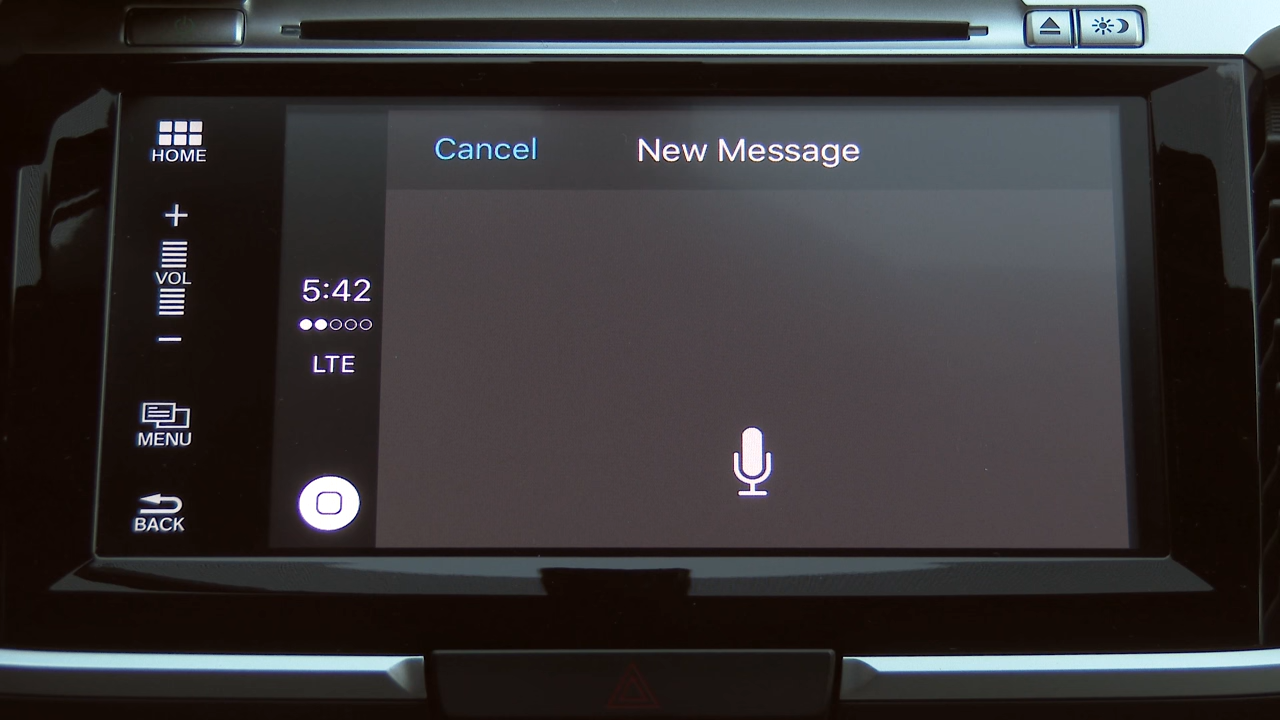 HOME
+
VOL
−
MENU
BACK
5:42
LTE
Cancel
New Message